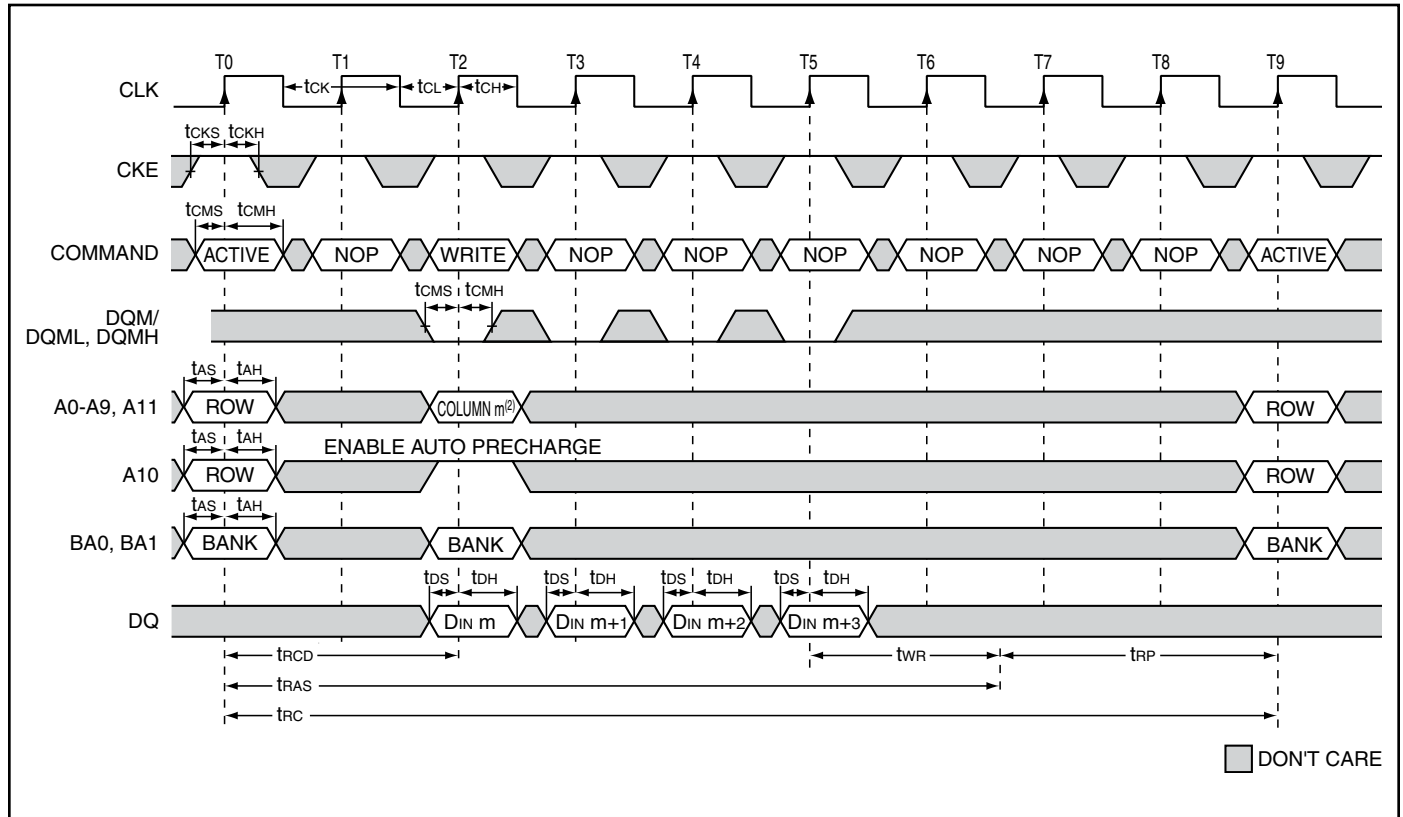 T0 T1 T2 T3 T4 T5 T6 T7 T8 T9
CLK tCK tCL tCH
tCKS tCKH
CKE
tCMS tCMH
COMMAND ACTIVE NOP WRITE NOP NOP NOP NOP NOP NOP ACTIVE
tCMS tCMH
DQM/
DQML, DQMH
tAS tAH
A0-A9, A11 ROW COLUMN m(2) ROW
tAS tAH ENABLE AUTO PRECHARGE
A10 ROW ROW
tAS tAH
BA0, BA1 BANK BANK BANK
tDS tDH tDS tDH tDS tDH tDS tDH
DQ DIN m DIN m+1 DIN m+2 DIN m+3
tRCD tWR tRP
tRAS
tRC
DON'T CARE